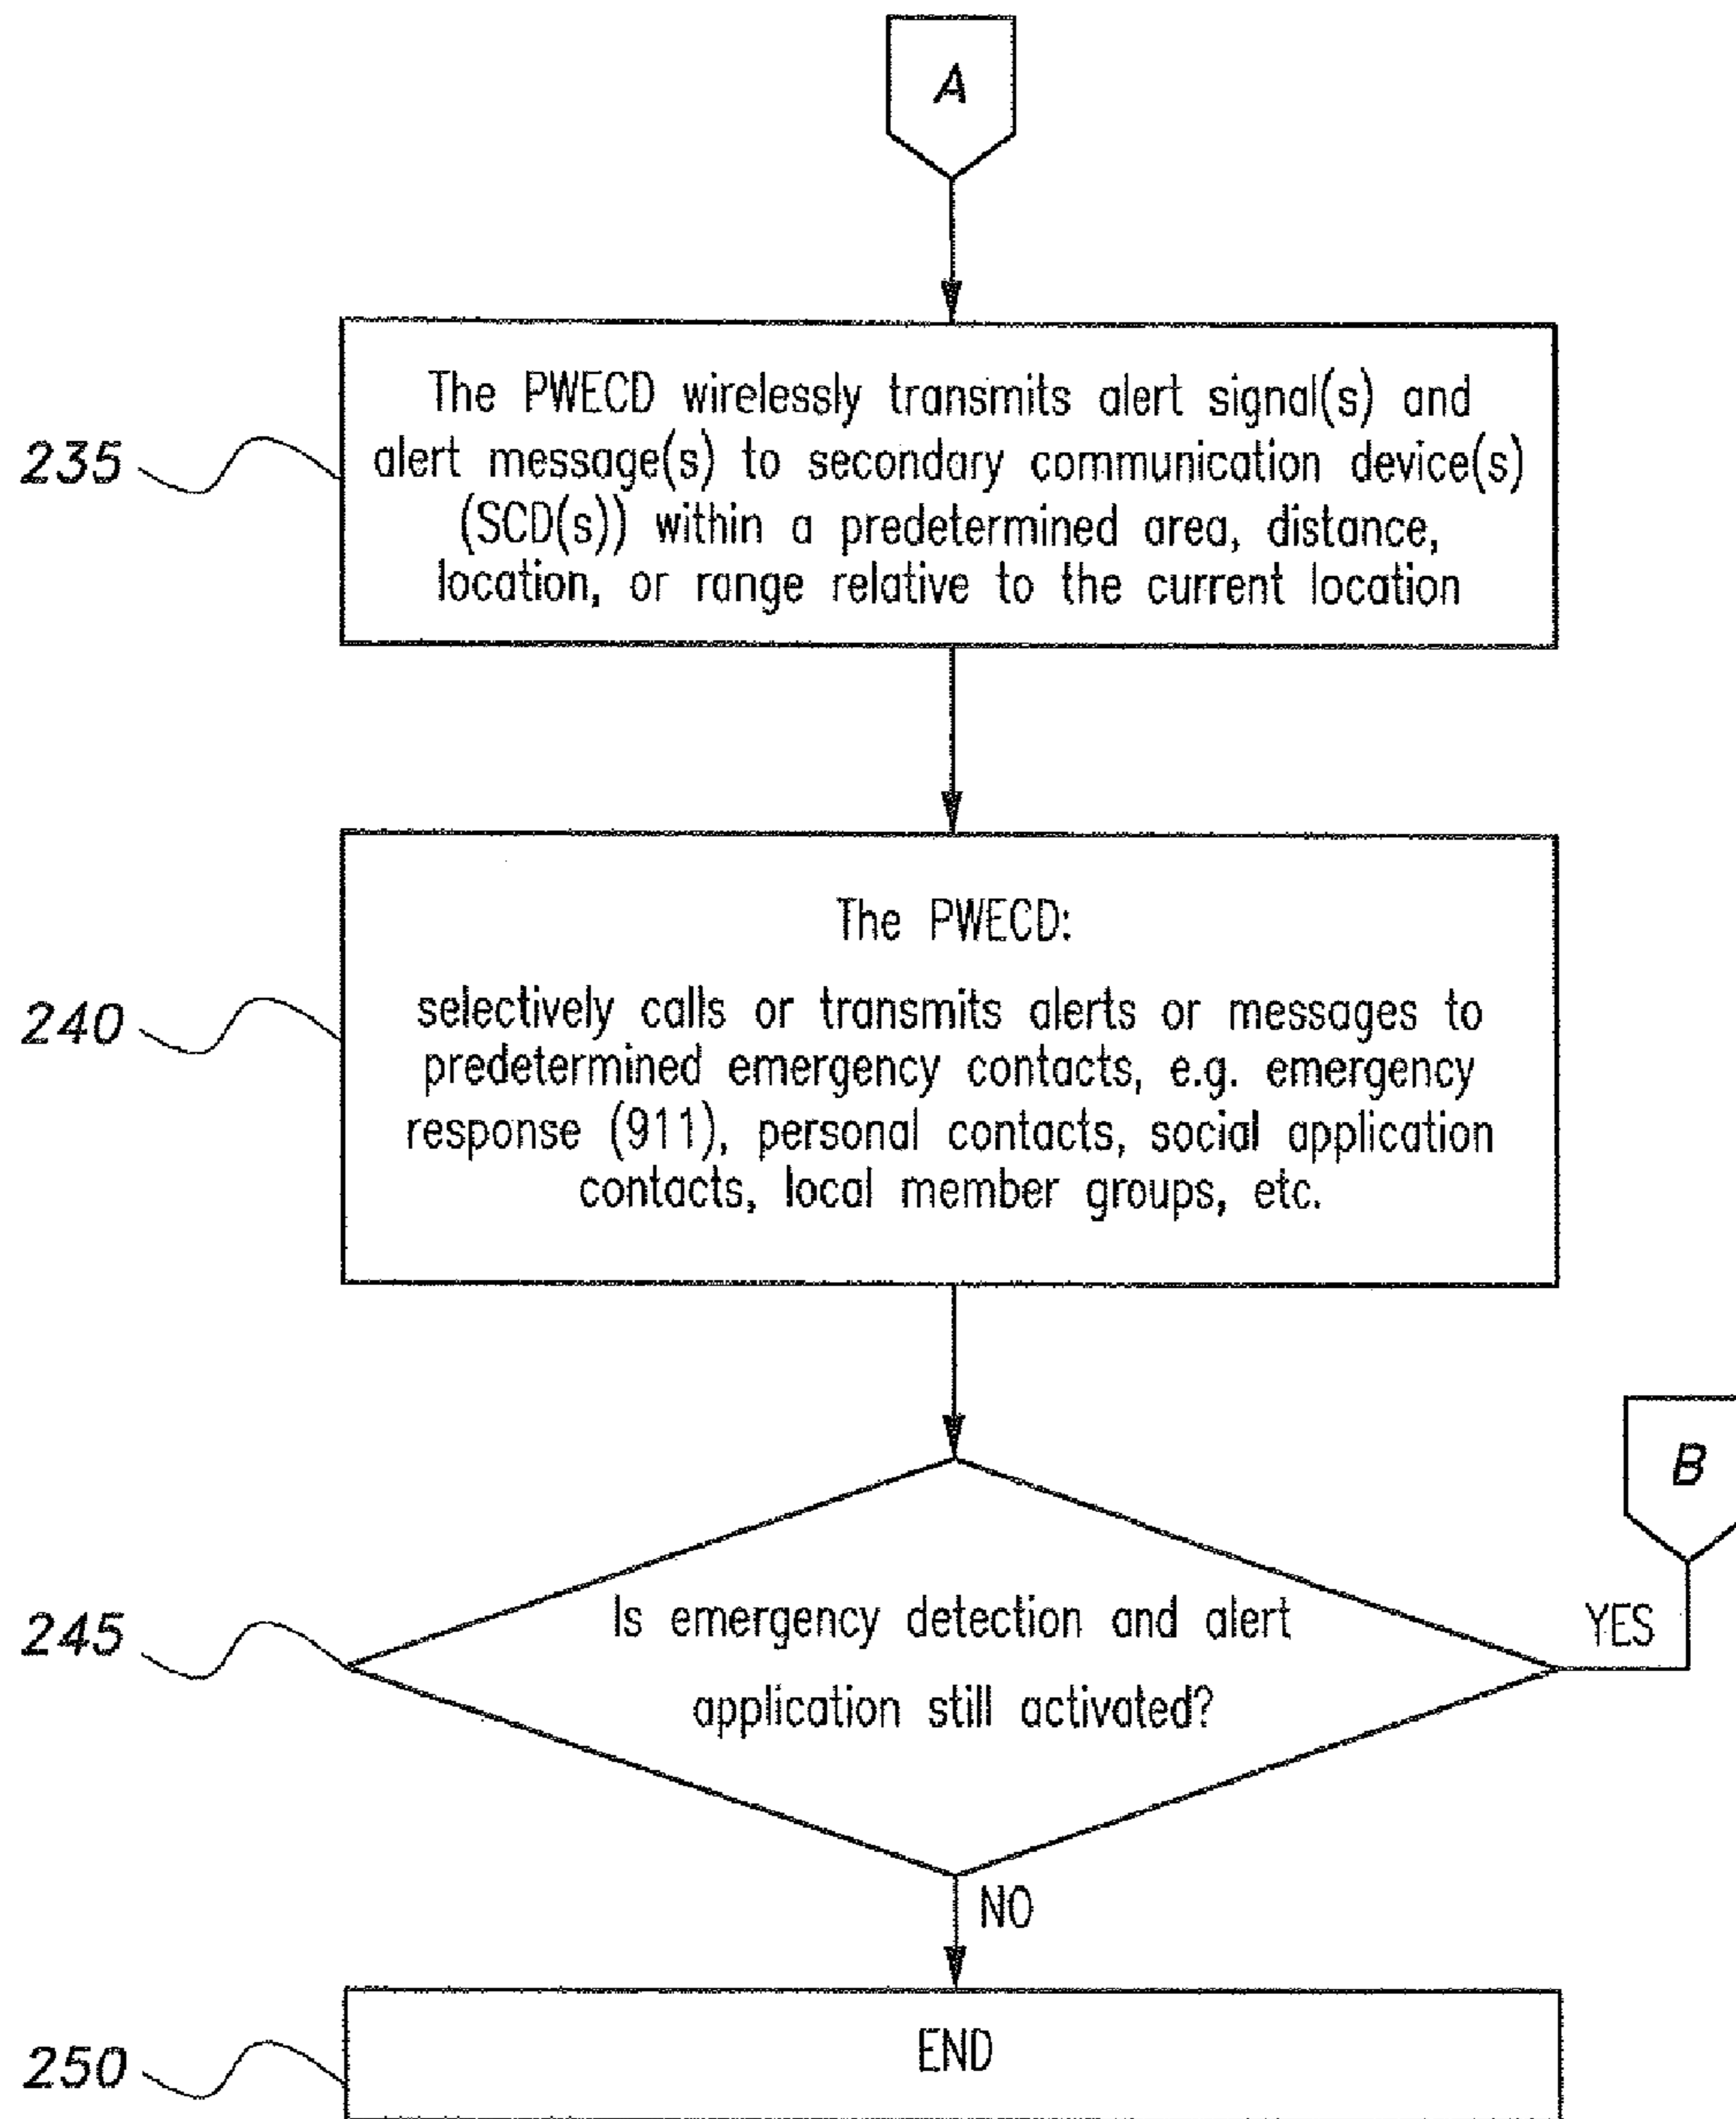 A
The PWECD wirelessly transmits alert signal(s) and
alert message(s) to secondary communication device(s)
(SCD(s)) within a predetermined area, distance,
location, or range relative to the current location
235
The PWECD:
selectively calls or transmits alerts or messages to
predetermined emergency contacts, e.g. emergency
response (911), personal contacts, social application
contacts, local member groups, etc.
240
B
Is emergency detection and alert
application still activated?
YES
245
NO
END
250